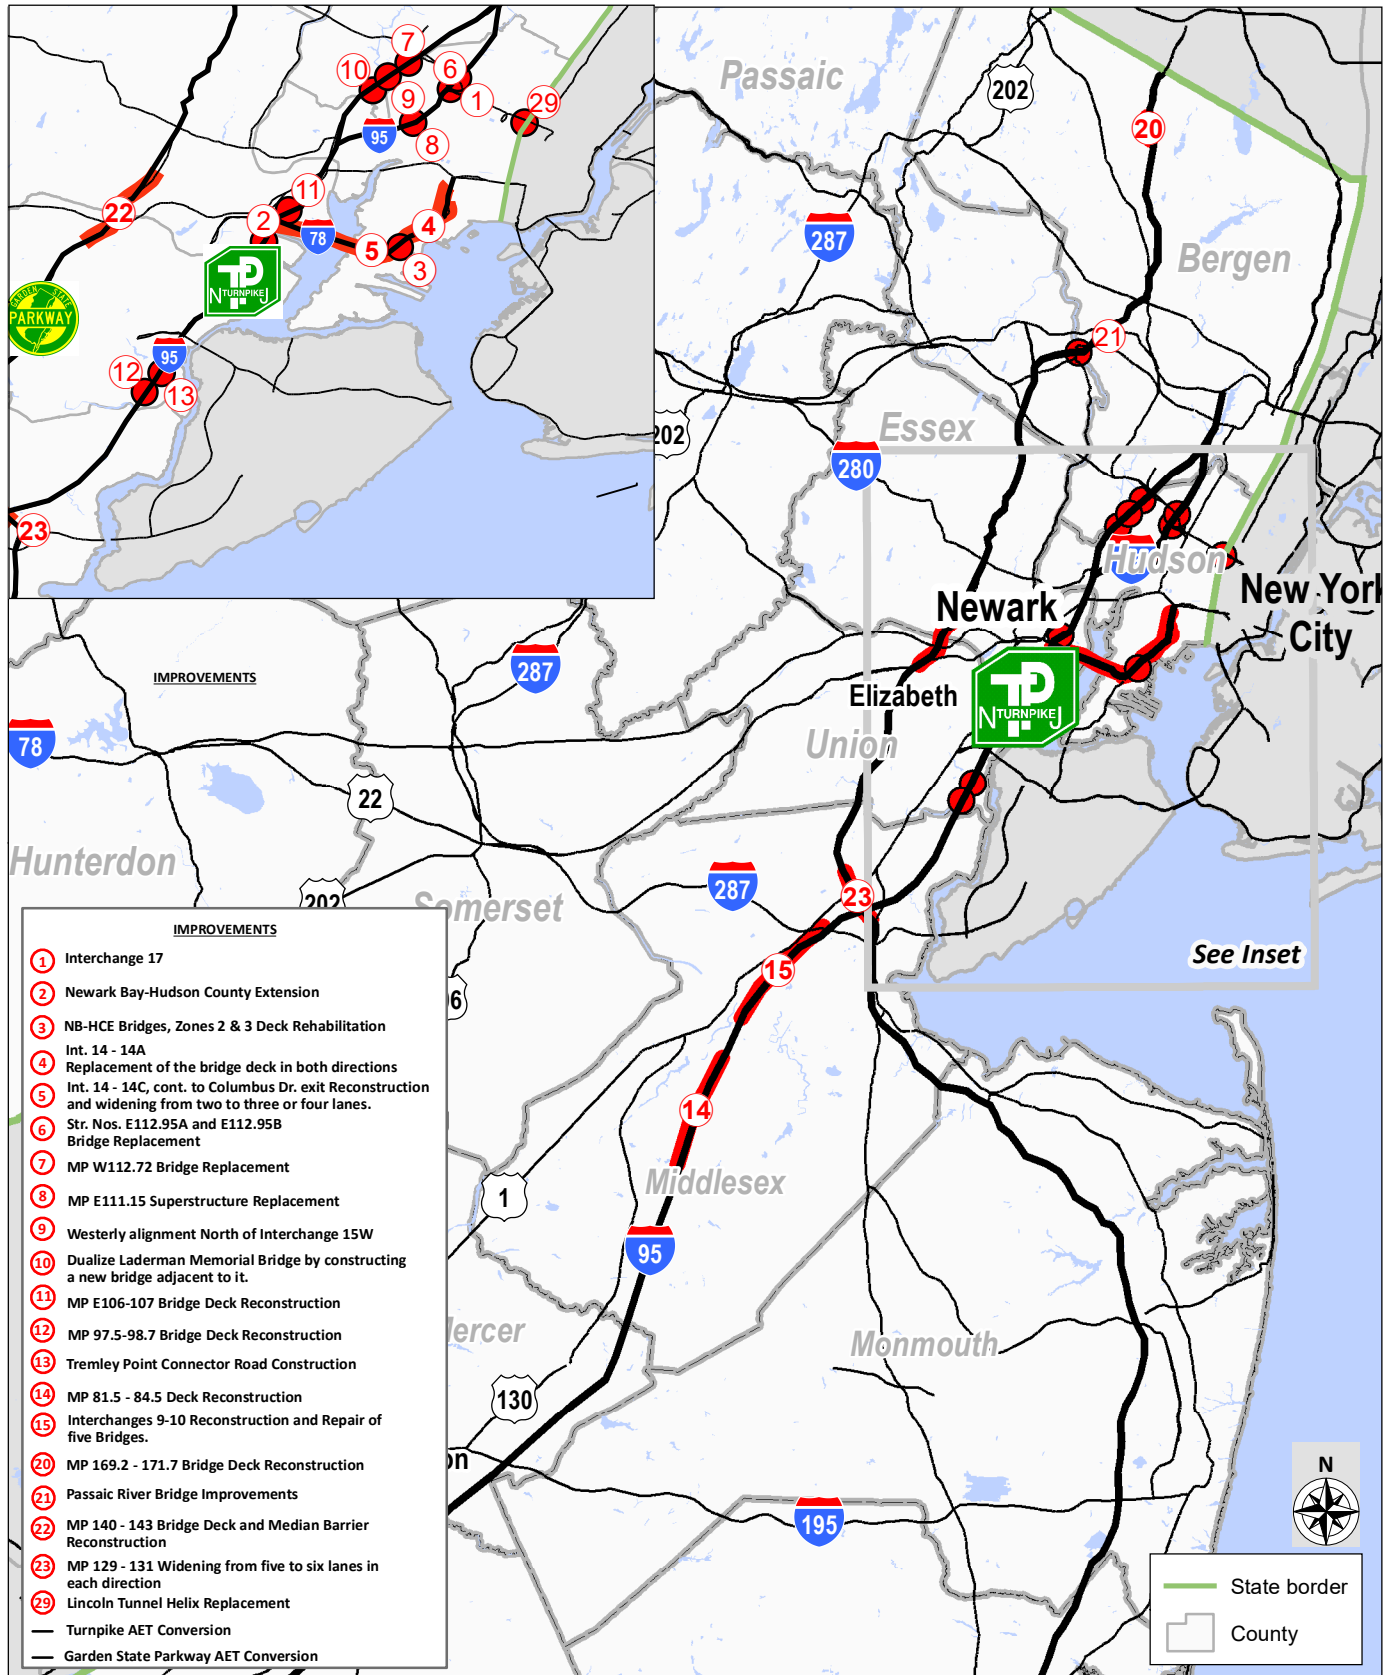 7
10
6
1
29
9
8
95
11
22
2
78
4
5
3
GARDEN STATE
PARKWAY
TP
N TURNPIKE J
95
12
13
23
Passaic
202
20
287
Bergen
21
Essex
202
280
Hudson
Newark
New York
City
Elizabeth
TP
N TURNPIKE J
Union
IMPROVEMENTS
287
78
22
Hunterdon
202
Somerset
287
23
See Inset
15
14
Middlesex
1
95
Monmouth
130
195
N
State border
County
IMPROVEMENTS
1 Interchange 17
2 Newark Bay-Hudson County Extension
3 NB-HCE Bridges, Zones 2 & 3 Deck Rehabilitation
4 Int. 14 - 14A
Replacement of the bridge deck in both directions
5 Int. 14 - 14C, cont. to Columbus Dr. exit Reconstruction
and widening from two to three or four lanes.
6 Str. Nos. E112.95A and E112.95B
Bridge Replacement
7 MP W112.72 Bridge Replacement
8 MP E111.15 Superstructure Replacement
9 Westerly alignment North of Interchange 15W
10 Dualize Laderman Memorial Bridge by constructing
a new bridge adjacent to it.
11 MP E106-107 Bridge Deck Reconstruction
12 MP 97.5-98.7 Bridge Deck Reconstruction
13 Tremley Point Connector Road Construction
14 MP 81.5 - 84.5 Deck Reconstruction
15 Interchanges 9-10 Reconstruction and Repair of
five Bridges.
20 MP 169.2 - 171.7 Bridge Deck Reconstruction
21 Passaic River Bridge Improvements
22 MP 140 - 143 Bridge Deck and Median Barrier
Reconstruction
23 MP 129 - 131 Widening from five to six lanes in
each direction
29 Lincoln Tunnel Helix Replacement
Turnpike AET Conversion
Garden State Parkway AET Conversion